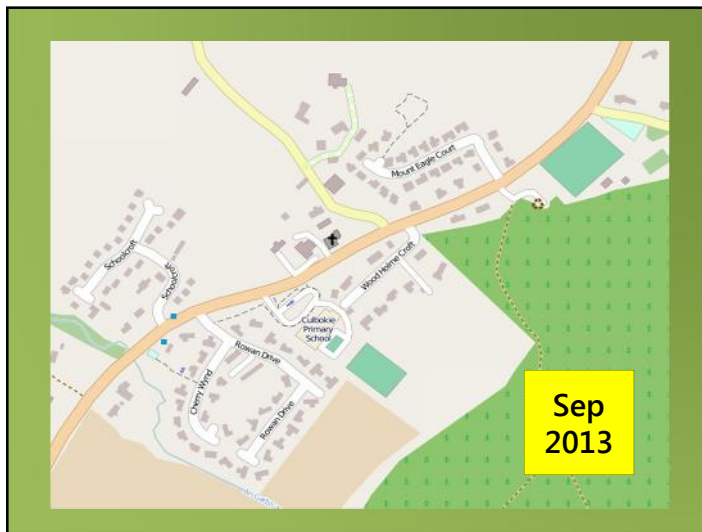 Mount Eagle Court
Schoolcroft
Schoolcroft
Wood Holme Croft
Culbokie
Primary
School
Rowan Drive
Cherry Wynd
Rowan Drive
Sep
2013